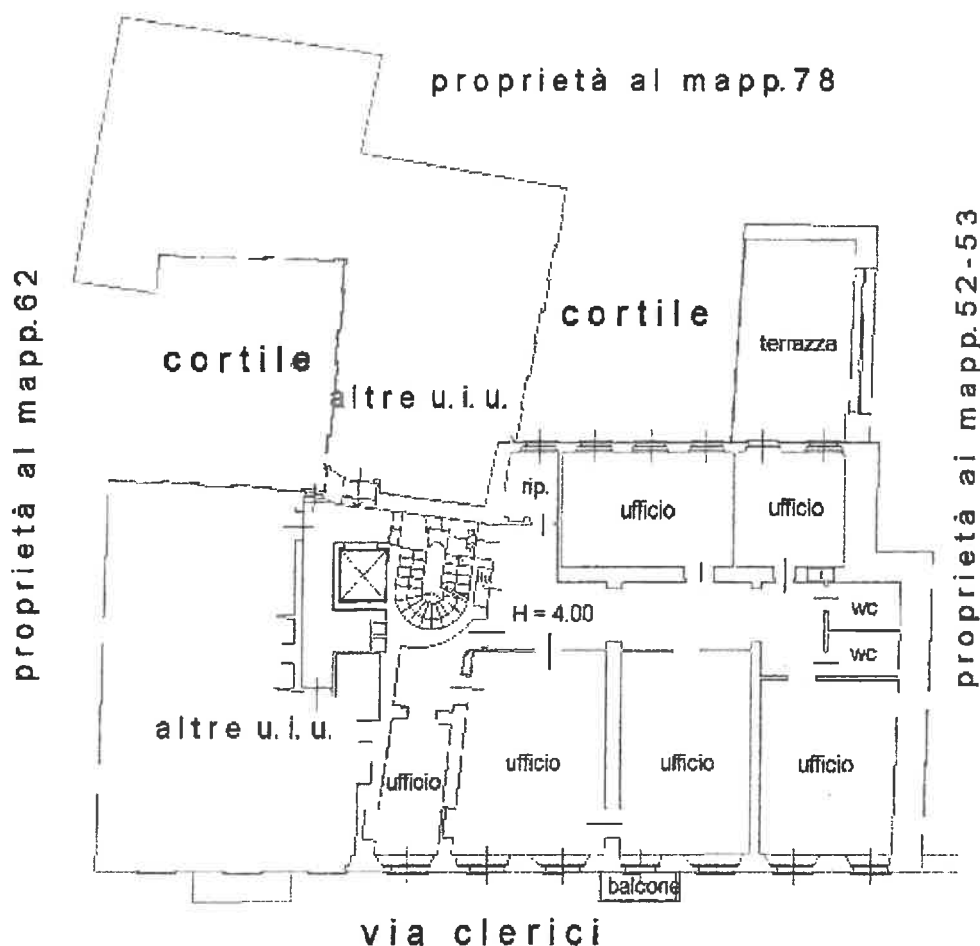 proprietà al mapp.78
proprietà al mapp.62
proprietà ai mapp.52-53
cortile
cortile
terrazza
altre u.i.u.
rip.
ufficio
ufficio
H = 4.00
wc
wc
altre u.i.u.
ufficio
ufficio
ufficio
ufficio
balcone
via clerici